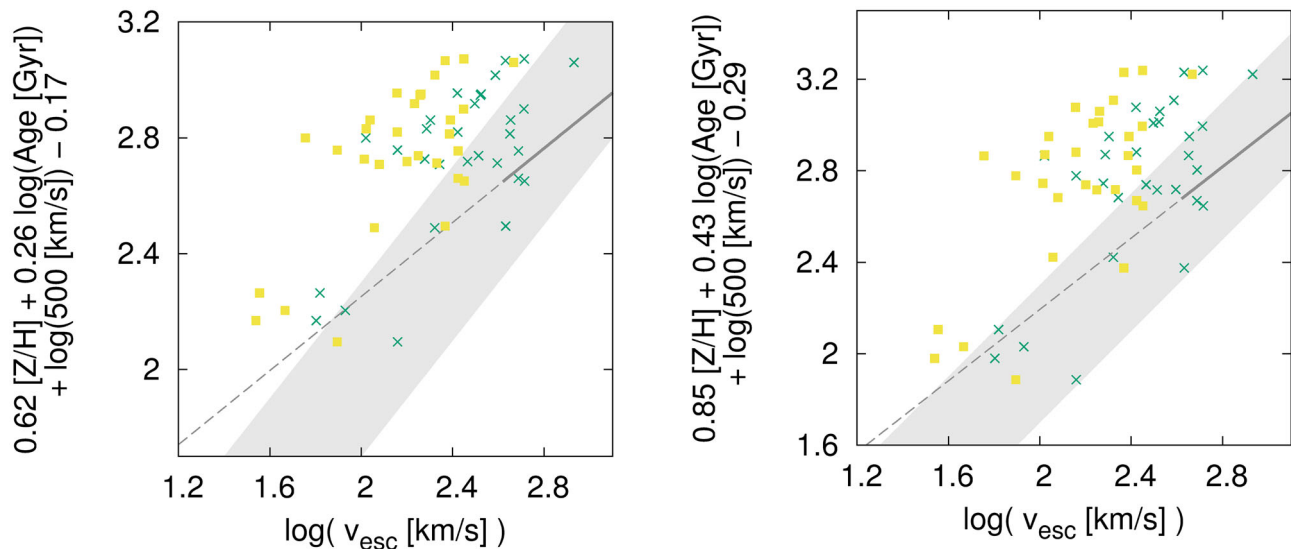 0.62 [Z/H] + 0.26 log(Age [Gyr])
+ log(500 [km/s]) − 0.17
3.2
2.8
2.4
2
1.2 1.6 2 2.4 2.8
log( vesc [km/s] )
0.85 [Z/H] + 0.43 log(Age [Gyr])
+ log(500 [km/s]) − 0.29
3.2
2.8
2.4
2
1.6
1.2 1.6 2 2.4 2.8
log( vesc [km/s] )